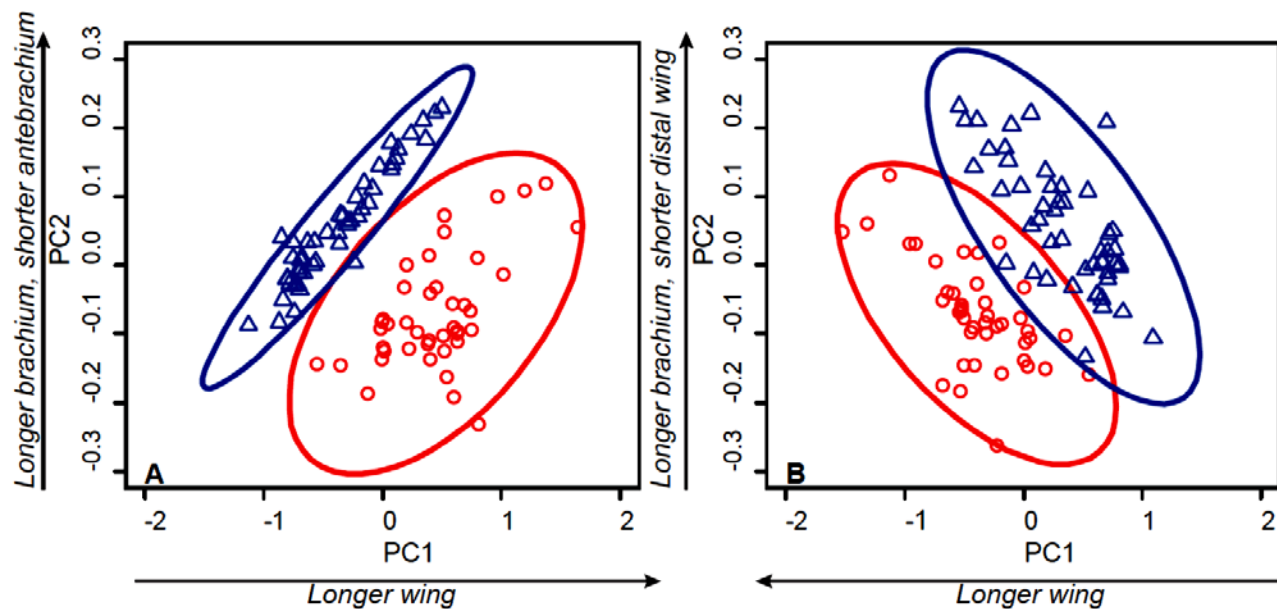 Longer brachium, shorter antebrachium
PC2
0.3
0.2
0.1
0.0
-0.1
-0.2
-0.3
A
-2
-1
0
1
2
PC1
Longer wing
Longer brachium, shorter distal wing
PC2
0.3
0.2
0.1
0.0
-0.1
-0.2
-0.3
B
-2
-1
0
1
2
PC1
Longer wing